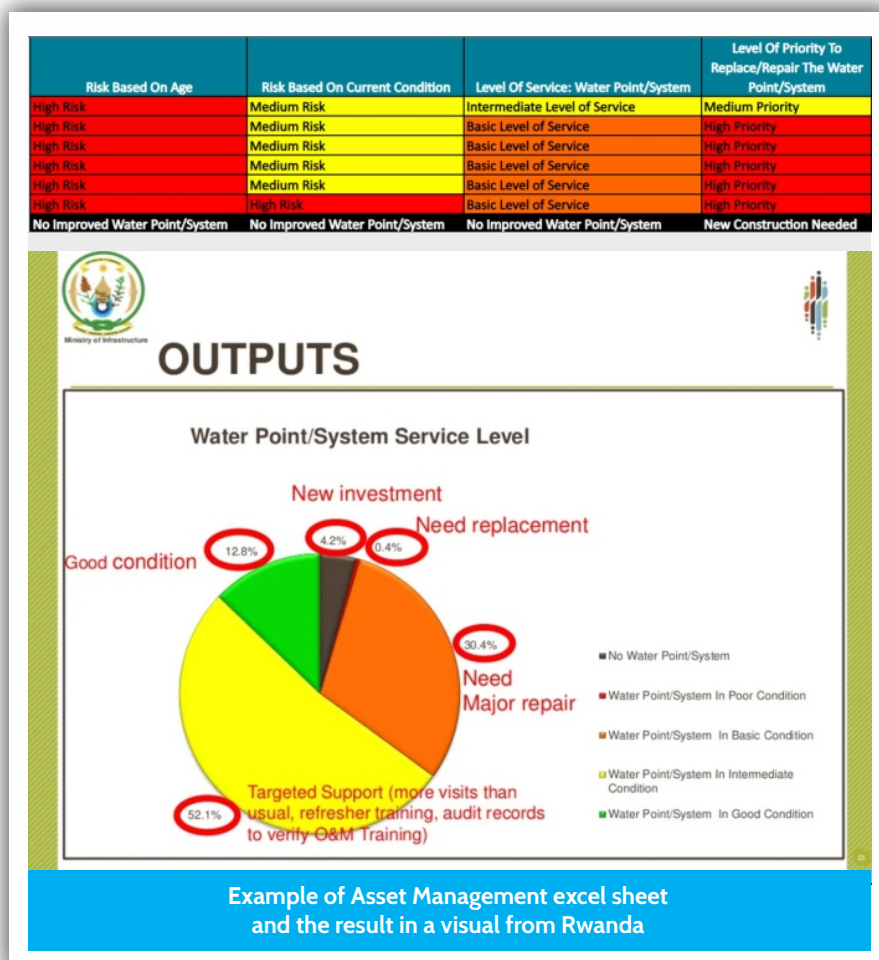 Risk Based On Age
Risk Based On Current Condition
Level Of Service: Water Point/System
Level Of Priority To
Replace/Repair The Water
Point/System
High Risk Medium Risk Intermediate Level of Service Medium Priority
High Risk Medium Risk Basic Level of Service High Priority
High Risk Medium Risk Basic Level of Service High Priority
High Risk Medium Risk Basic Level of Service High Priority
High Risk Medium Risk Basic Level of Service High Priority
High Risk High Risk Basic Level of Service High Priority
No Improved Water Point/System No Improved Water Point/System No Improved Water Point/System New Construction Needed
Ministry of Infrastructure
OUTPUTS
Water Point/System Service Level
New investment
4.2%
Need replacement
0.4%
Good condition
12.8%
30.4%
Need
Major repair
Targeted Support (more visits than
usual, refresher training, audit records
to verify O&M Training)
52.1%
No Water Point/System
Water Point/System In Poor Condition
Water Point/System In Basic Condition
Water Point/System In Intermediate
Condition
Water Point/System In Good Condition
Example of Asset Management excel sheet
and the result in a visual from Rwanda